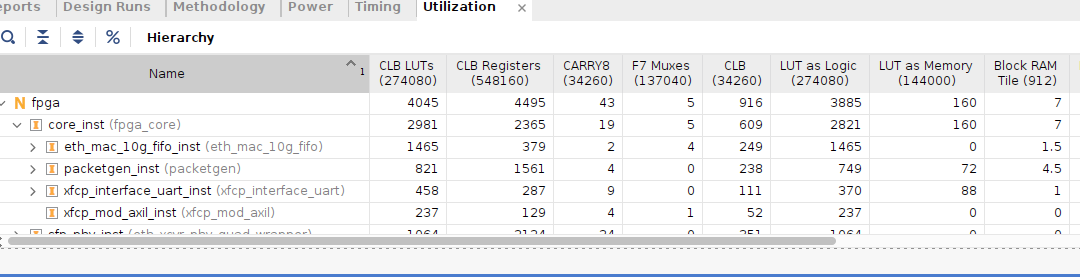 eports Design Runs Methodology Power Timing Utilization ×
% Hierarchy
Name 1 CLB LUTs (274080) CLB Registers (548160) CARRY8 (34260) F7 Muxes (137040) CLB (34260) LUT as Logic (274080) LUT as Memory (144000) Block RAM Tile (912)
N fpga 4045 4495 43 5 916 3885 160 7
core_inst (fpga_core) 2981 2365 19 5 609 2821 160 7
eth_mac_10g_fifo_inst (eth_mac_10g_fifo) 1465 379 2 4 249 1465 0 1.5
packetgen_inst (packetgen) 821 1561 4 0 238 749 72 4.5
xfcp_interface_uart_inst (xfcp_interface_uart) 458 287 9 0 111 370 88 1
xfcp_mod_axil_inst (xfcp_mod_axil) 237 129 4 1 52 237 0 0
sfp_phy_inst (eth_xcvr_phy_quad_wrapper) 1064 2124 24 0 351 1064 0 0